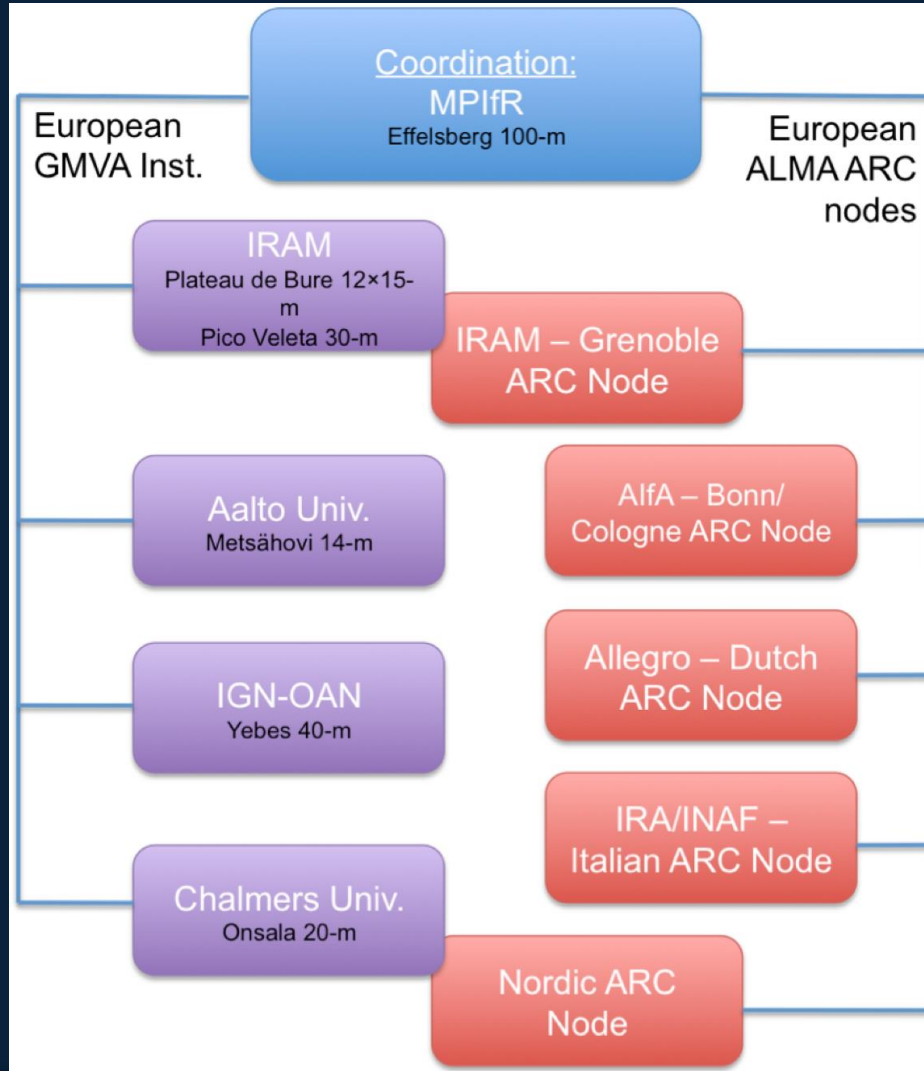 Coordination:
MPIfR
Effelsberg 100-m
European
GMVA Inst.
European
ALMA ARC
nodes
IRAM
Plateau de Bure 12×15-
m
Pico Veleta 30-m
IRAM – Grenoble
ARC Node
Aalto Univ.
Metsähovi 14-m
AIfA – Bonn/
Cologne ARC Node
IGN-OAN
Yebes 40-m
Allegro – Dutch
ARC Node
IRA/INAF –
Italian ARC Node
Chalmers Univ.
Onsala 20-m
Nordic ARC
Node